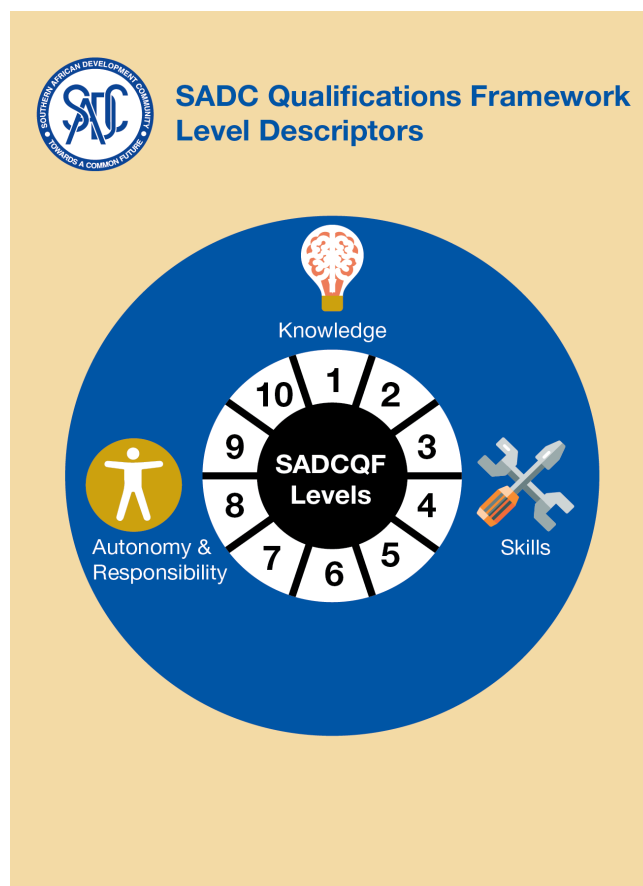 SOUTHERN AFRICAN DEVELOPMENT COMMUNITY
SADC
TOWARDS A COMMON FUTURE
SADC Qualifications Framework
Level Descriptors
Knowledge
1
2
3
4
5
6
7
8
9
10
SADCQF
Levels
Autonomy &
Responsibility
Skills